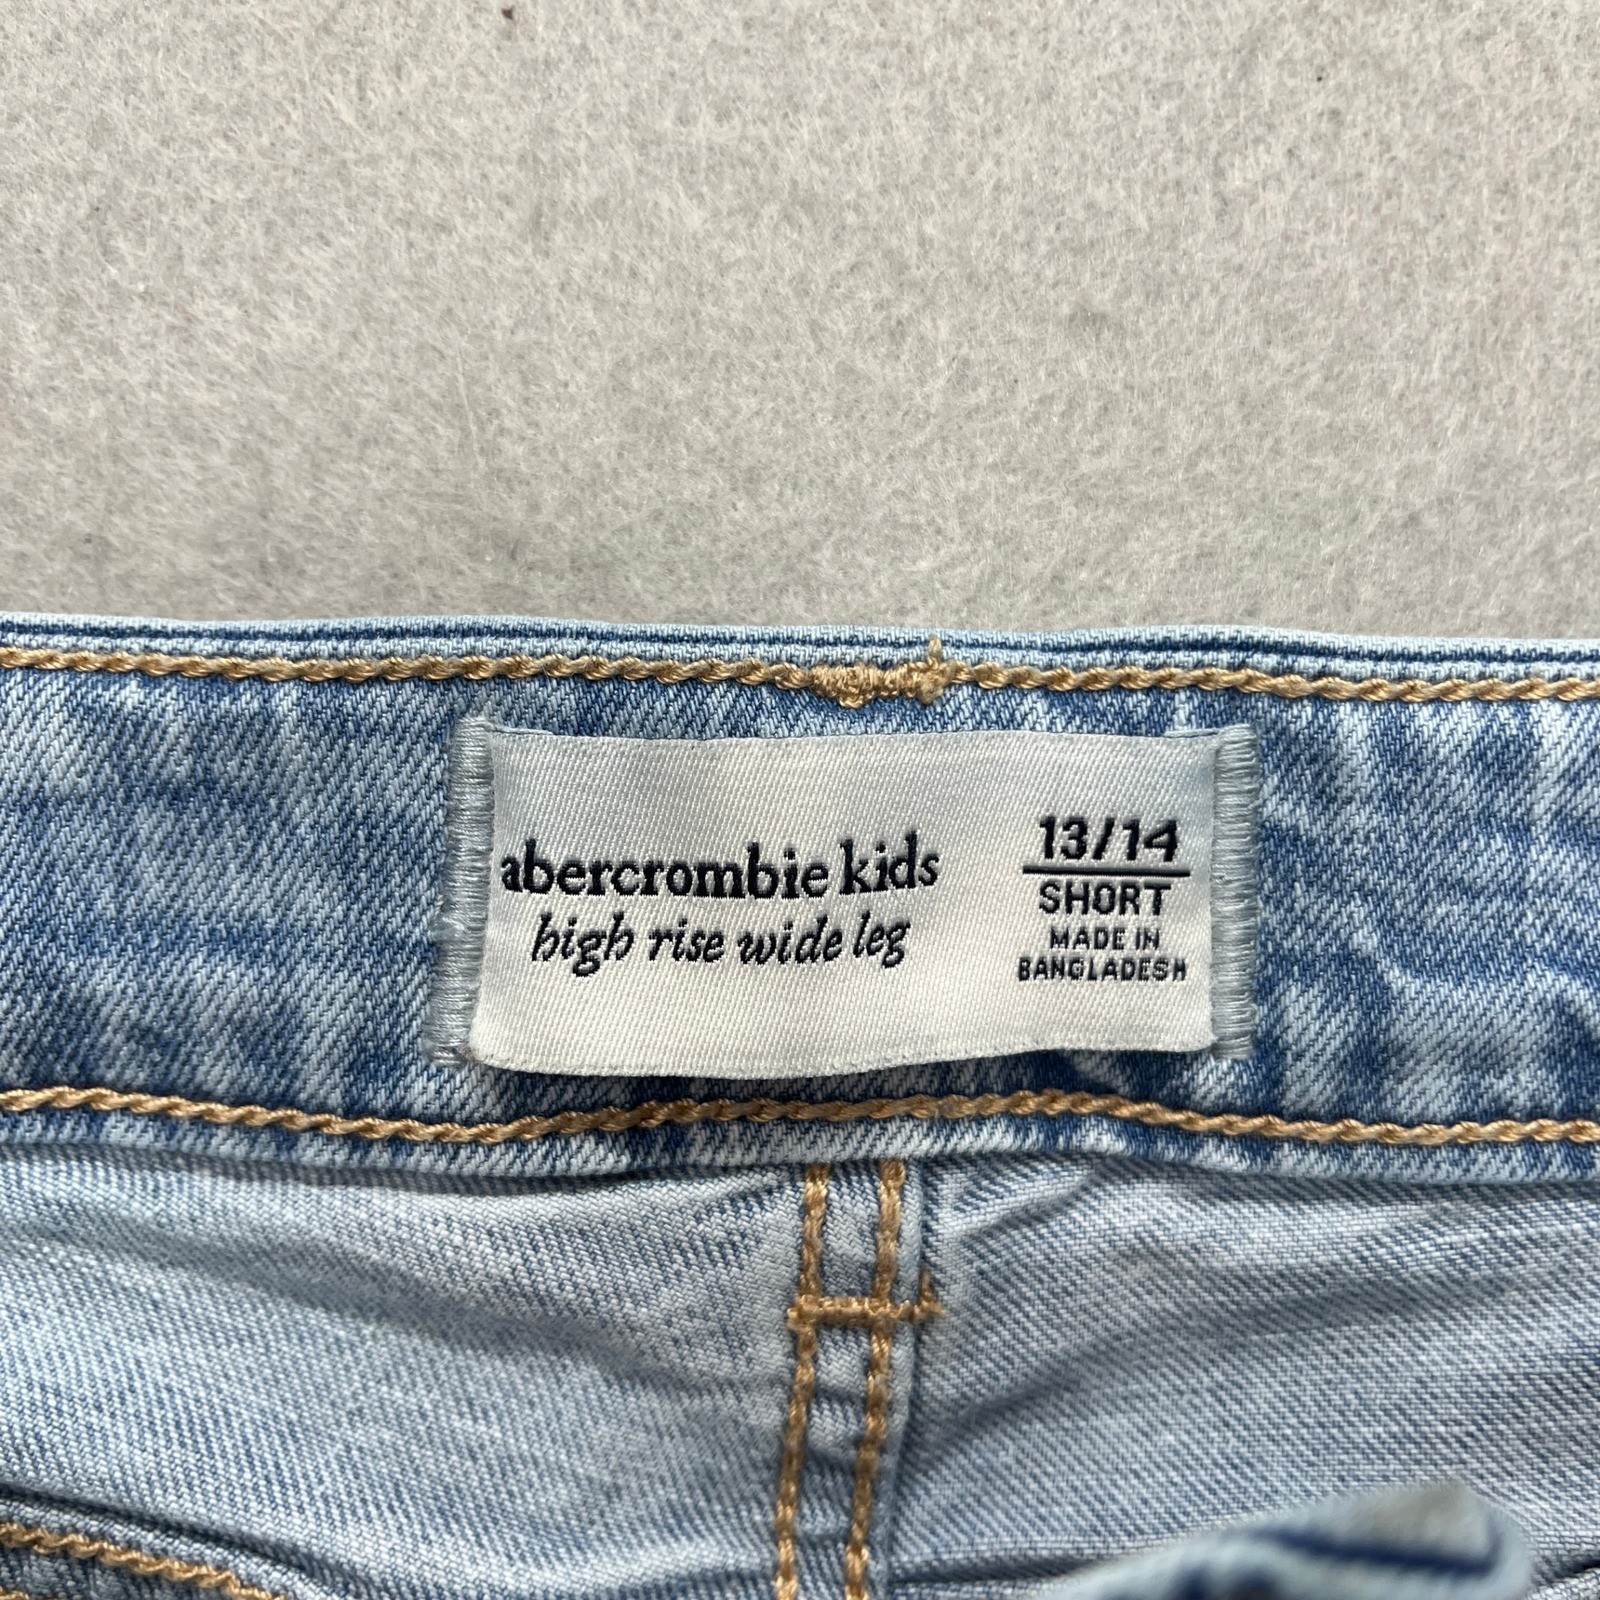 abercrombie kids
high rise wide leg
13/14
SHORT
MADE IN
BANGLADESH